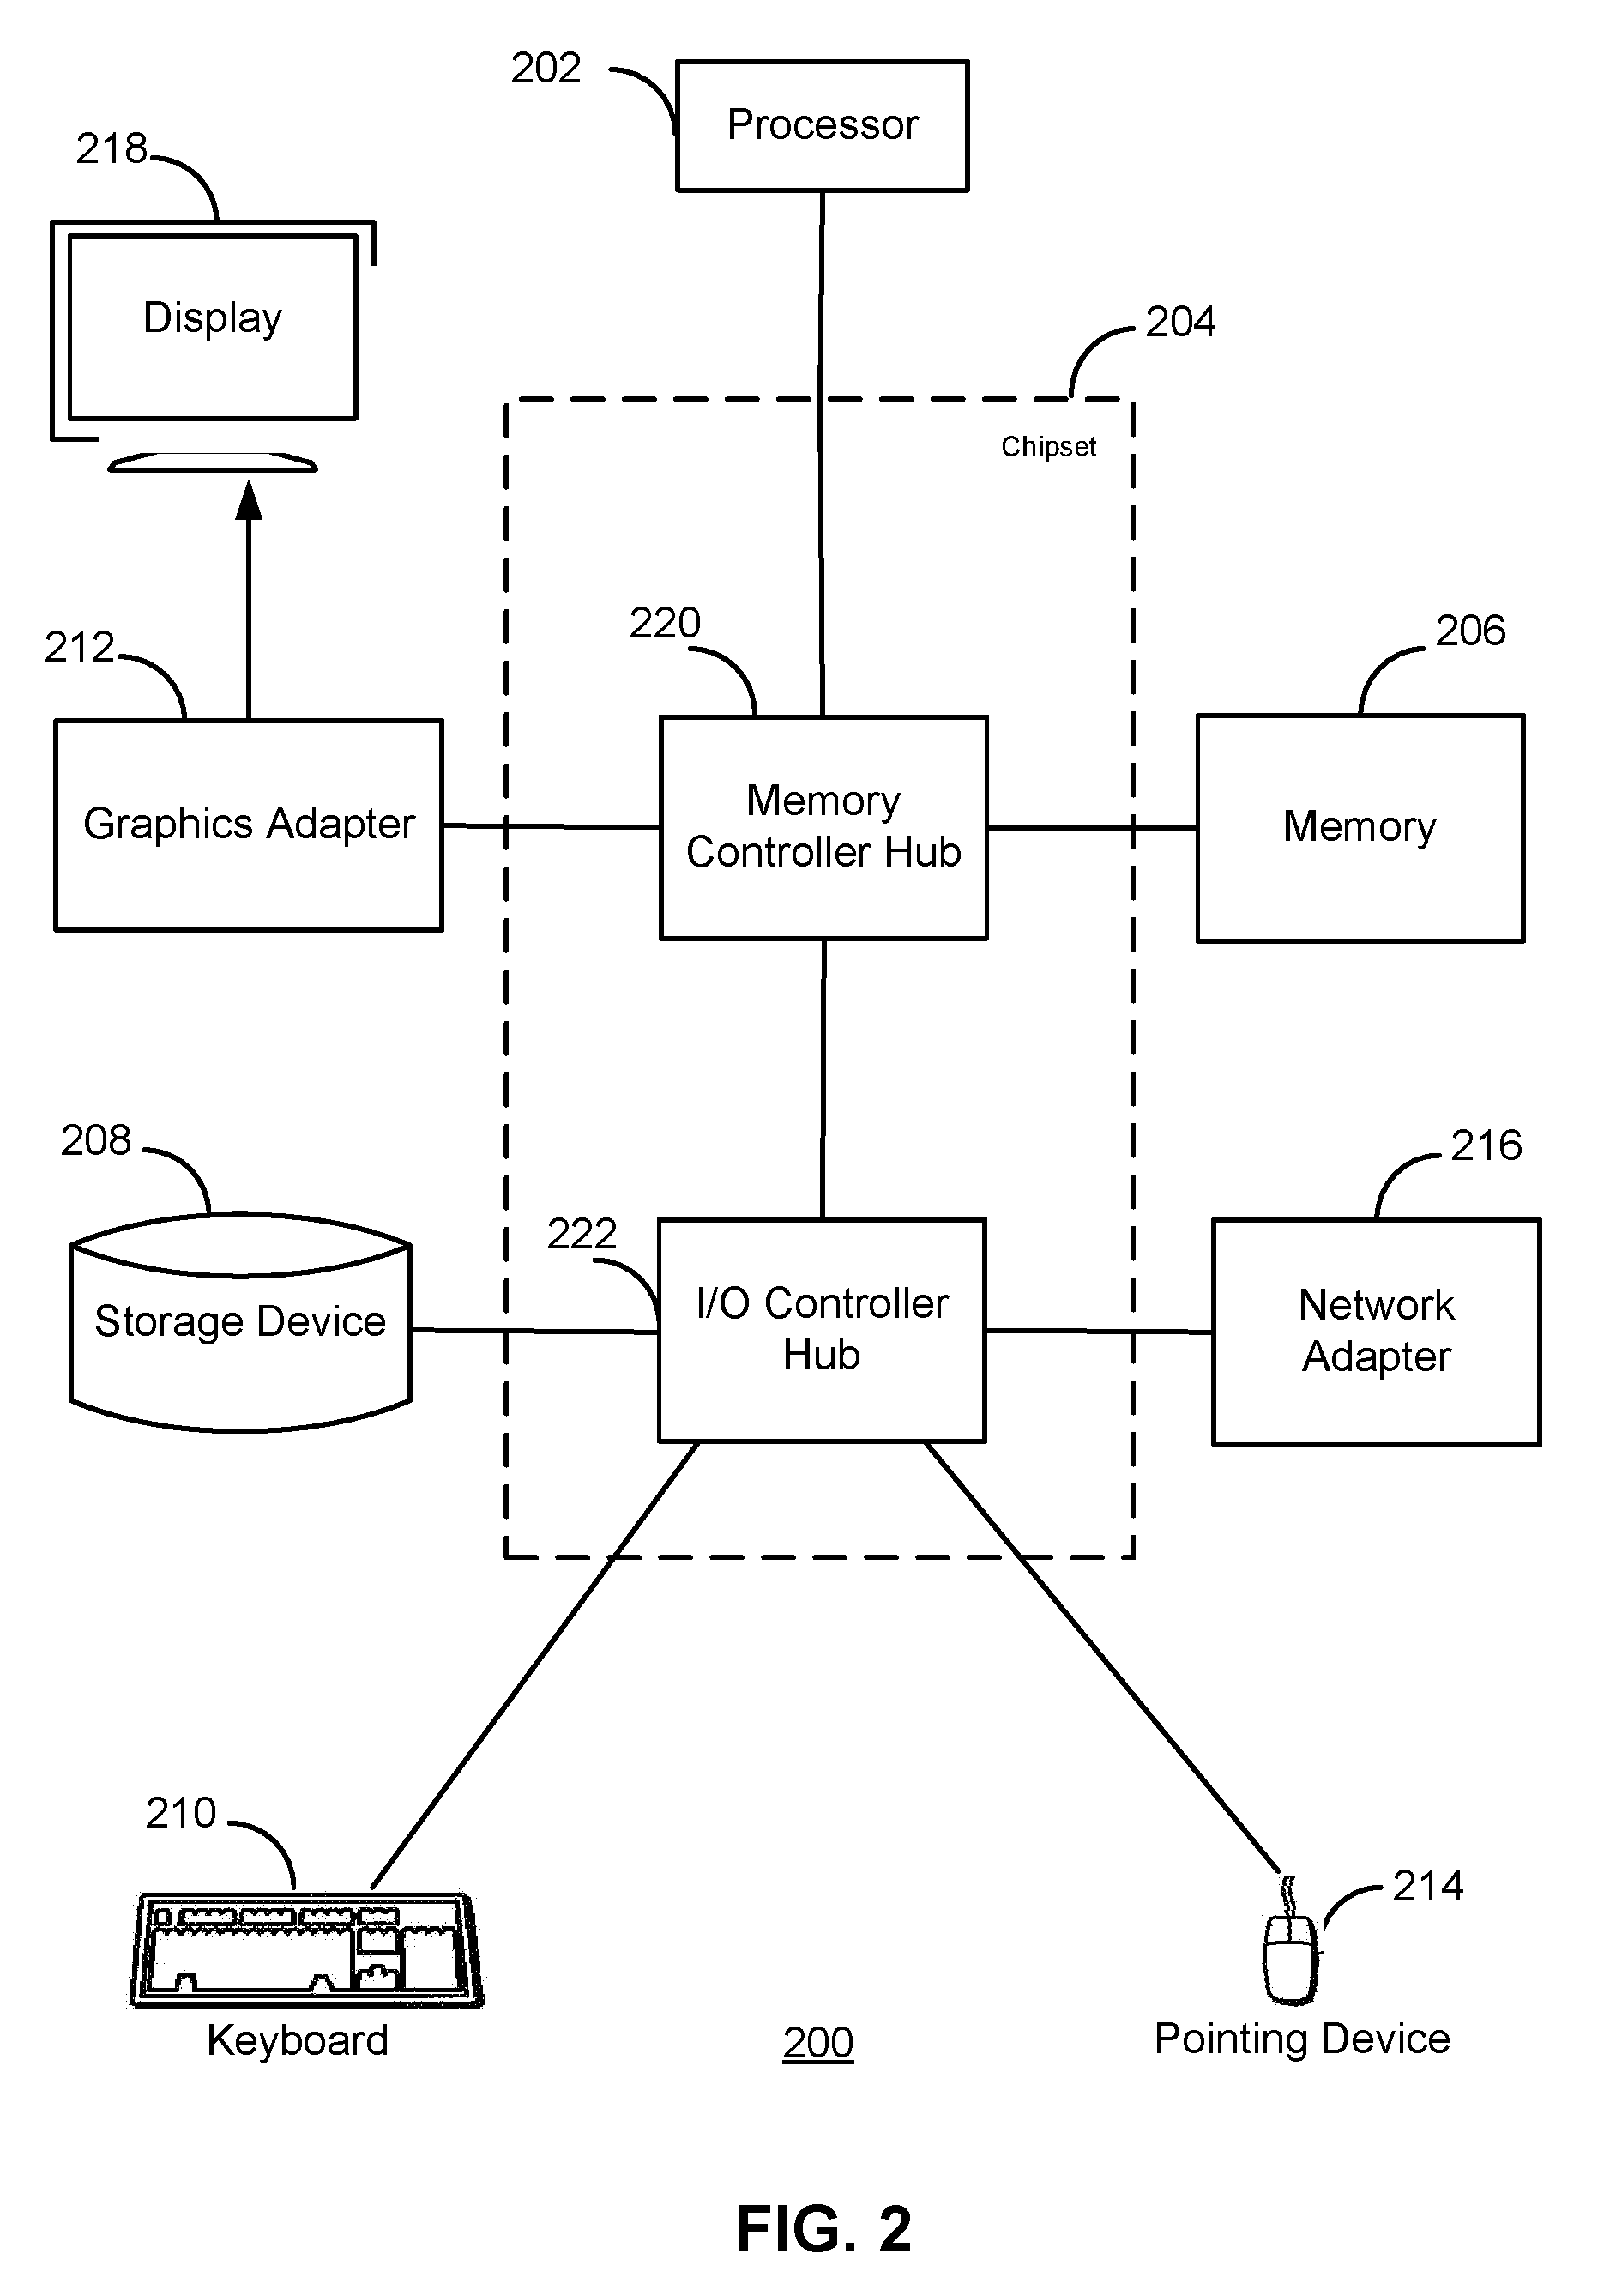 202
Processor
218
Display
204
Chipset
212
220
206
Graphics Adapter
Memory
Controller Hub
Memory
208
222
216
Storage Device
I/O Controller
Hub
Network
Adapter
210
214
Keyboard
200
Pointing Device
FIG. 2